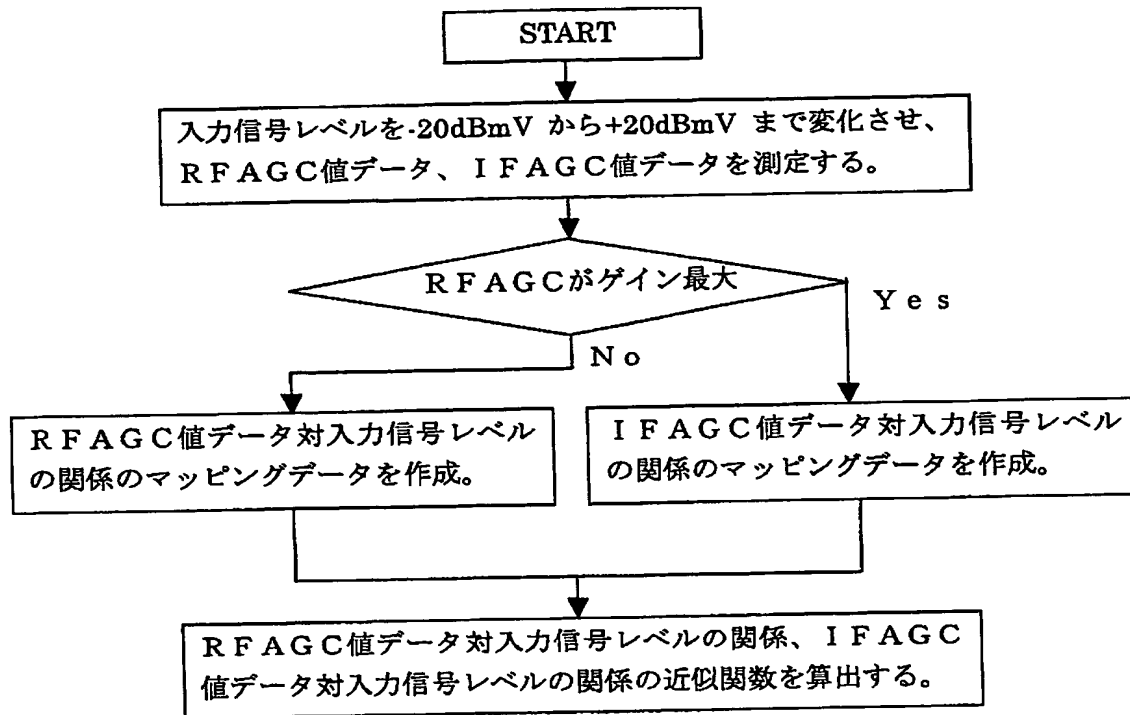 START
入力信号レベルを-20dBmV から+20dBmV まで変化させ、
ＲＦＡＧＣ値データ、ＩＦＡＧＣ値データを測定する。
ＲＦＡＧＣがゲイン最大
Ｙｅｓ
Ｎｏ
ＲＦＡＧＣ値データ対入力信号レベル
の関係のマッピングデータを作成。
ＩＦＡＧＣ値データ対入力信号レベル
の関係のマッピングデータを作成。
ＲＦＡＧＣ値データ対入力信号レベルの関係、ＩＦＡＧＣ
値データ対入力信号レベルの関係の近似関数を算出する。